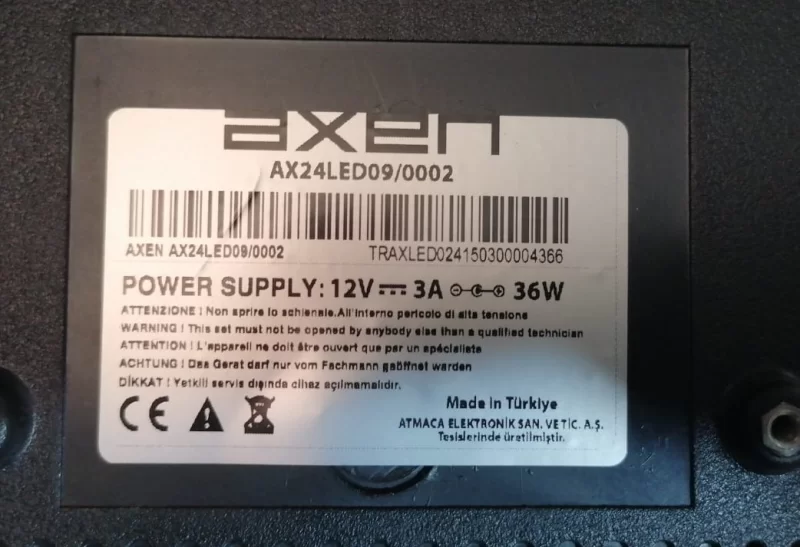 axen
AX24LED09/0002
AXEN AX24LED09/0002 TRAXLED024150300004366
POWER SUPPLY: 12V 3A 36W
ATTENZIONE ! Non aprire lo schienale.All'interno pericolo di alta tensione
WARNING ! This set must not be opened by anybody else than a qualified technician
ATTENTION ! L'appareil ne doit être ouvert que par un spécialiste
ACHTUNG ! Das Gerat darf nur vom Fachmann gaöffnet warden
DİKKAT ! Yetkili servis dışında cihaz açılmamalıdır.
CE
Made in Türkiye
ATMACA ELEKTRONİK SAN. VE TİC. A.Ş.
Tesislerinde üretilmiştir.